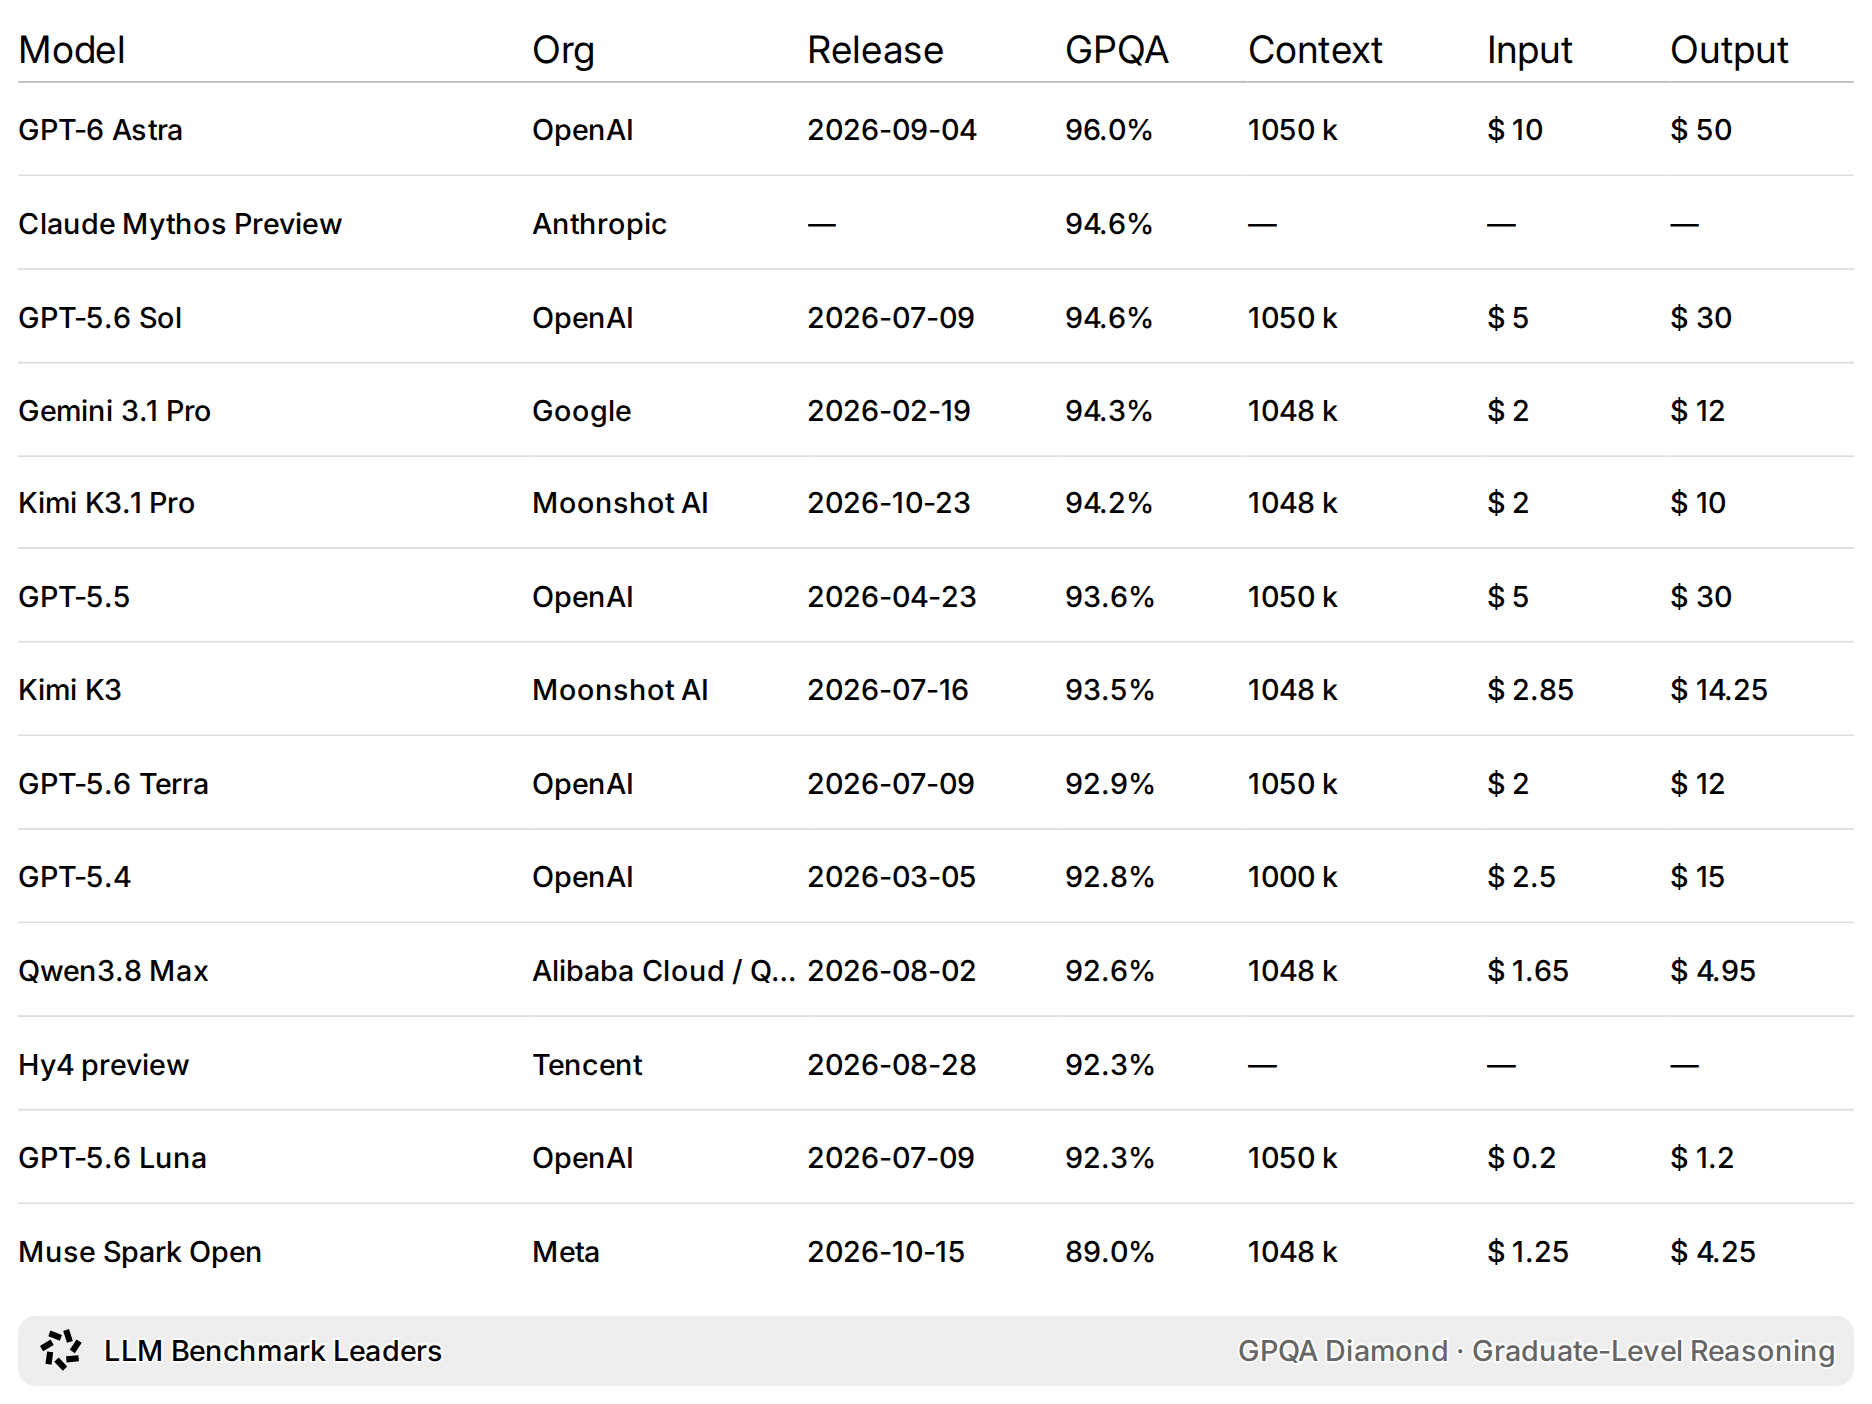 Model Org Release GPQA Context Input Output
GPT-6 Astra OpenAI 2026-09-04 96.0% 1050 k $ 10 $ 50
Claude Mythos Preview Anthropic — 94.6% — — —
GPT-5.6 Sol OpenAI 2026-07-09 94.6% 1050 k $ 5 $ 30
Gemini 3.1 Pro Google 2026-02-19 94.3% 1048 k $ 2 $ 12
Kimi K3.1 Pro Moonshot AI 2026-10-23 94.2% 1048 k $ 2 $ 10
GPT-5.5 OpenAI 2026-04-23 93.6% 1050 k $ 5 $ 30
Kimi K3 Moonshot AI 2026-07-16 93.5% 1048 k $ 2.85 $ 14.25
GPT-5.6 Terra OpenAI 2026-07-09 92.9% 1050 k $ 2 $ 12
GPT-5.4 OpenAI 2026-03-05 92.8% 1000 k $ 2.5 $ 15
Qwen3.8 Max Alibaba Cloud / Q... 2026-08-02 92.6% 1048 k $ 1.65 $ 4.95
Hy4 preview Tencent 2026-08-28 92.3% — — —
GPT-5.6 Luna OpenAI 2026-07-09 92.3% 1050 k $ 0.2 $ 1.2
Muse Spark Open Meta 2026-10-15 89.0% 1048 k $ 1.25 $ 4.25
LLM Benchmark Leaders GPQA Diamond · Graduate-Level Reasoning